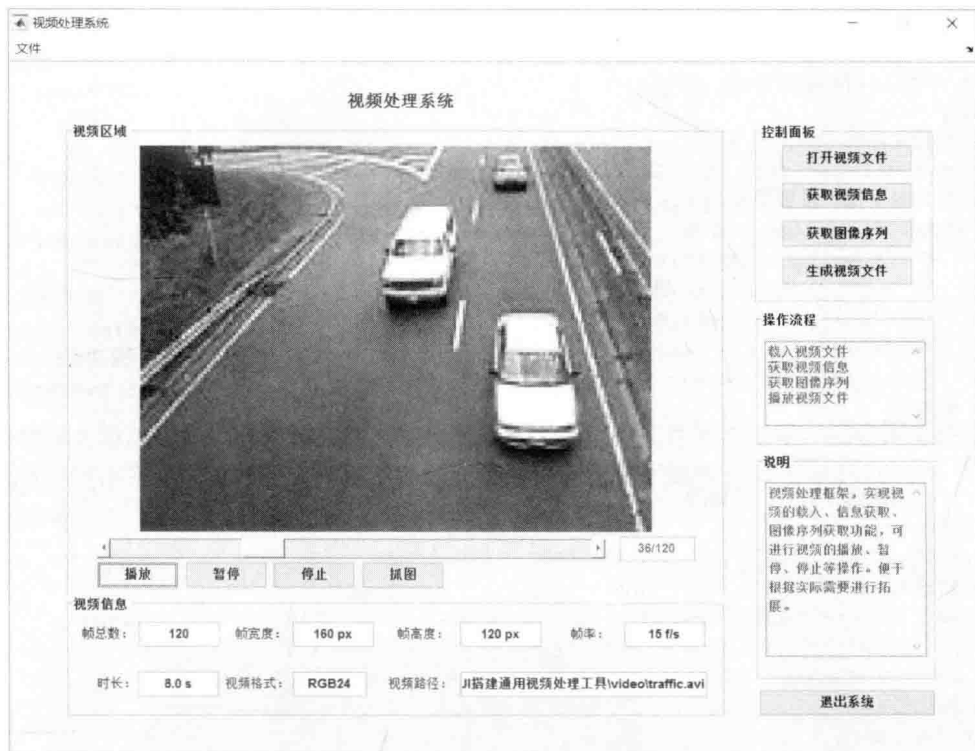 视频处理系统
文件
视频处理系统
视频区域
36/120
播放 暂停 停止 抓图
视频信息
帧总数: 120 帧宽度: 160 px 帧高度: 120 px 帧率: 15 f/s
时长: 8.0 s 视频格式: RGB24 视频路径: JI搭建通用视频处理工具\video\traffic.avi
控制面板
打开视频文件
获取视频信息
获取图像序列
生成视频文件
操作流程
载入视频文件
获取视频信息
获取图像序列
播放视频文件
说明
视频处理框架，实现视
频的载入、信息获取、
图像序列获取功能，可
进行视频的播放、暂
停、停止等操作。便于
根据实际需要进行拓
展。
退出系统